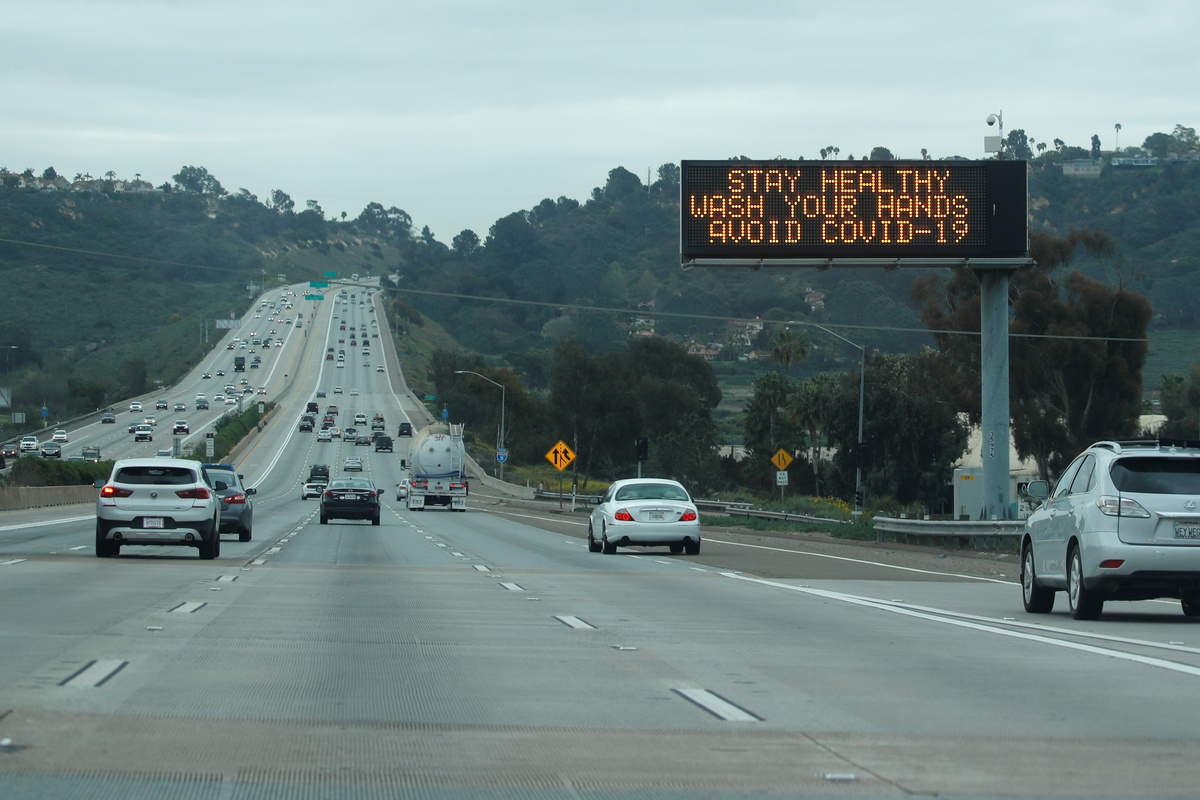 STAY HEALTHY
WASH YOUR HANDS
AVOID COVID-19